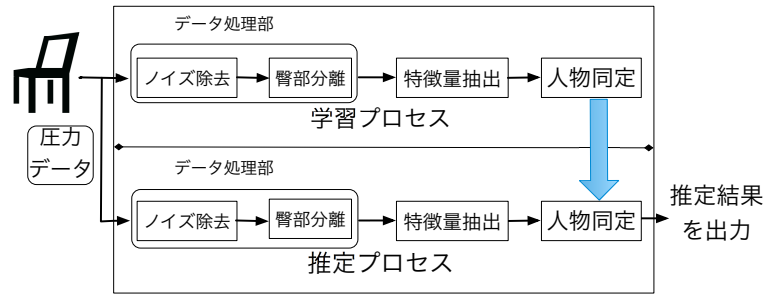 データ処理部
ノイズ除去
臀部分離
特徴量抽出
人物同定
学習プロセス
圧力
データ
データ処理部
ノイズ除去
臀部分離
特徴量抽出
人物同定
推定プロセス
推定結果
を出力